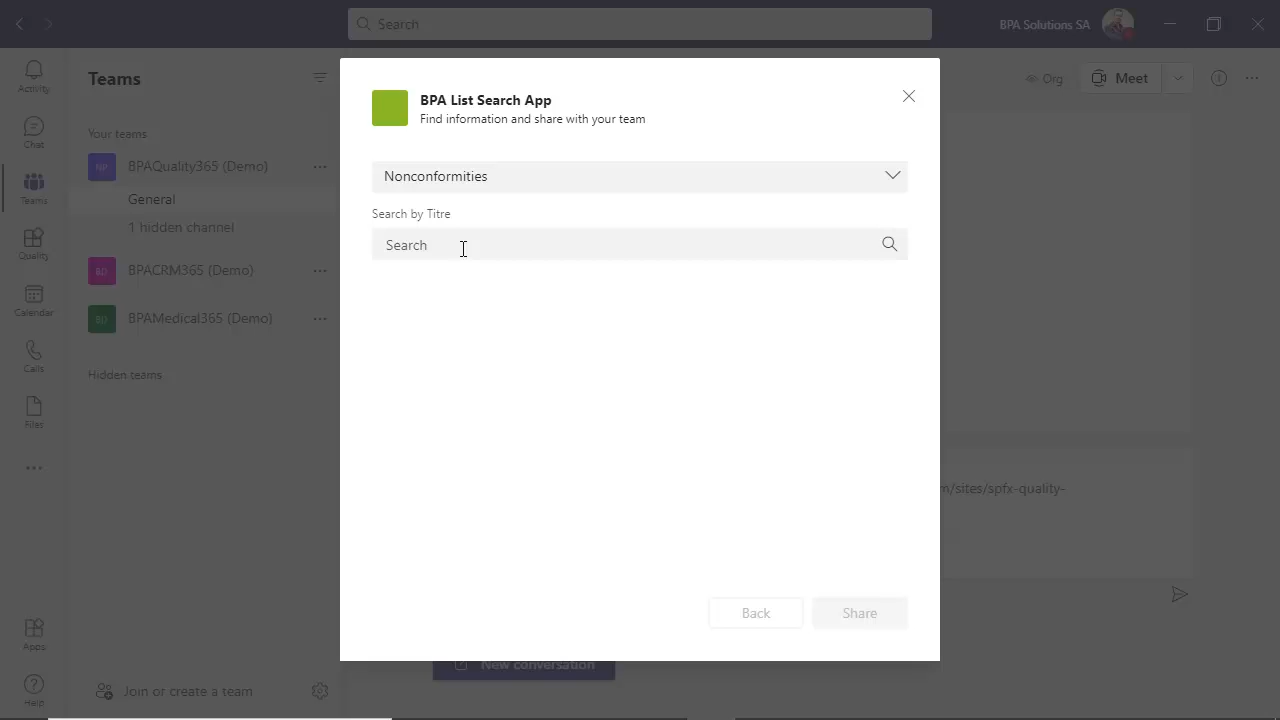 Search
BPA Solutions SA
Activity
Chat
Teams
Quality
Calendar
Calls
Files
Apps
Help
Teams
Your teams
BPAQuality365 (Demo)
General
1 hidden channel
BD
BPACRM365 (Demo)
BD
BPAMedical365 (Demo)
Hidden teams
Join or create a team
Org
Meet
BPA List Search App
Find information and share with your team
Nonconformities
Search by Titre
Search
Back
Share
m/sites/spfx-quality-
New conversation